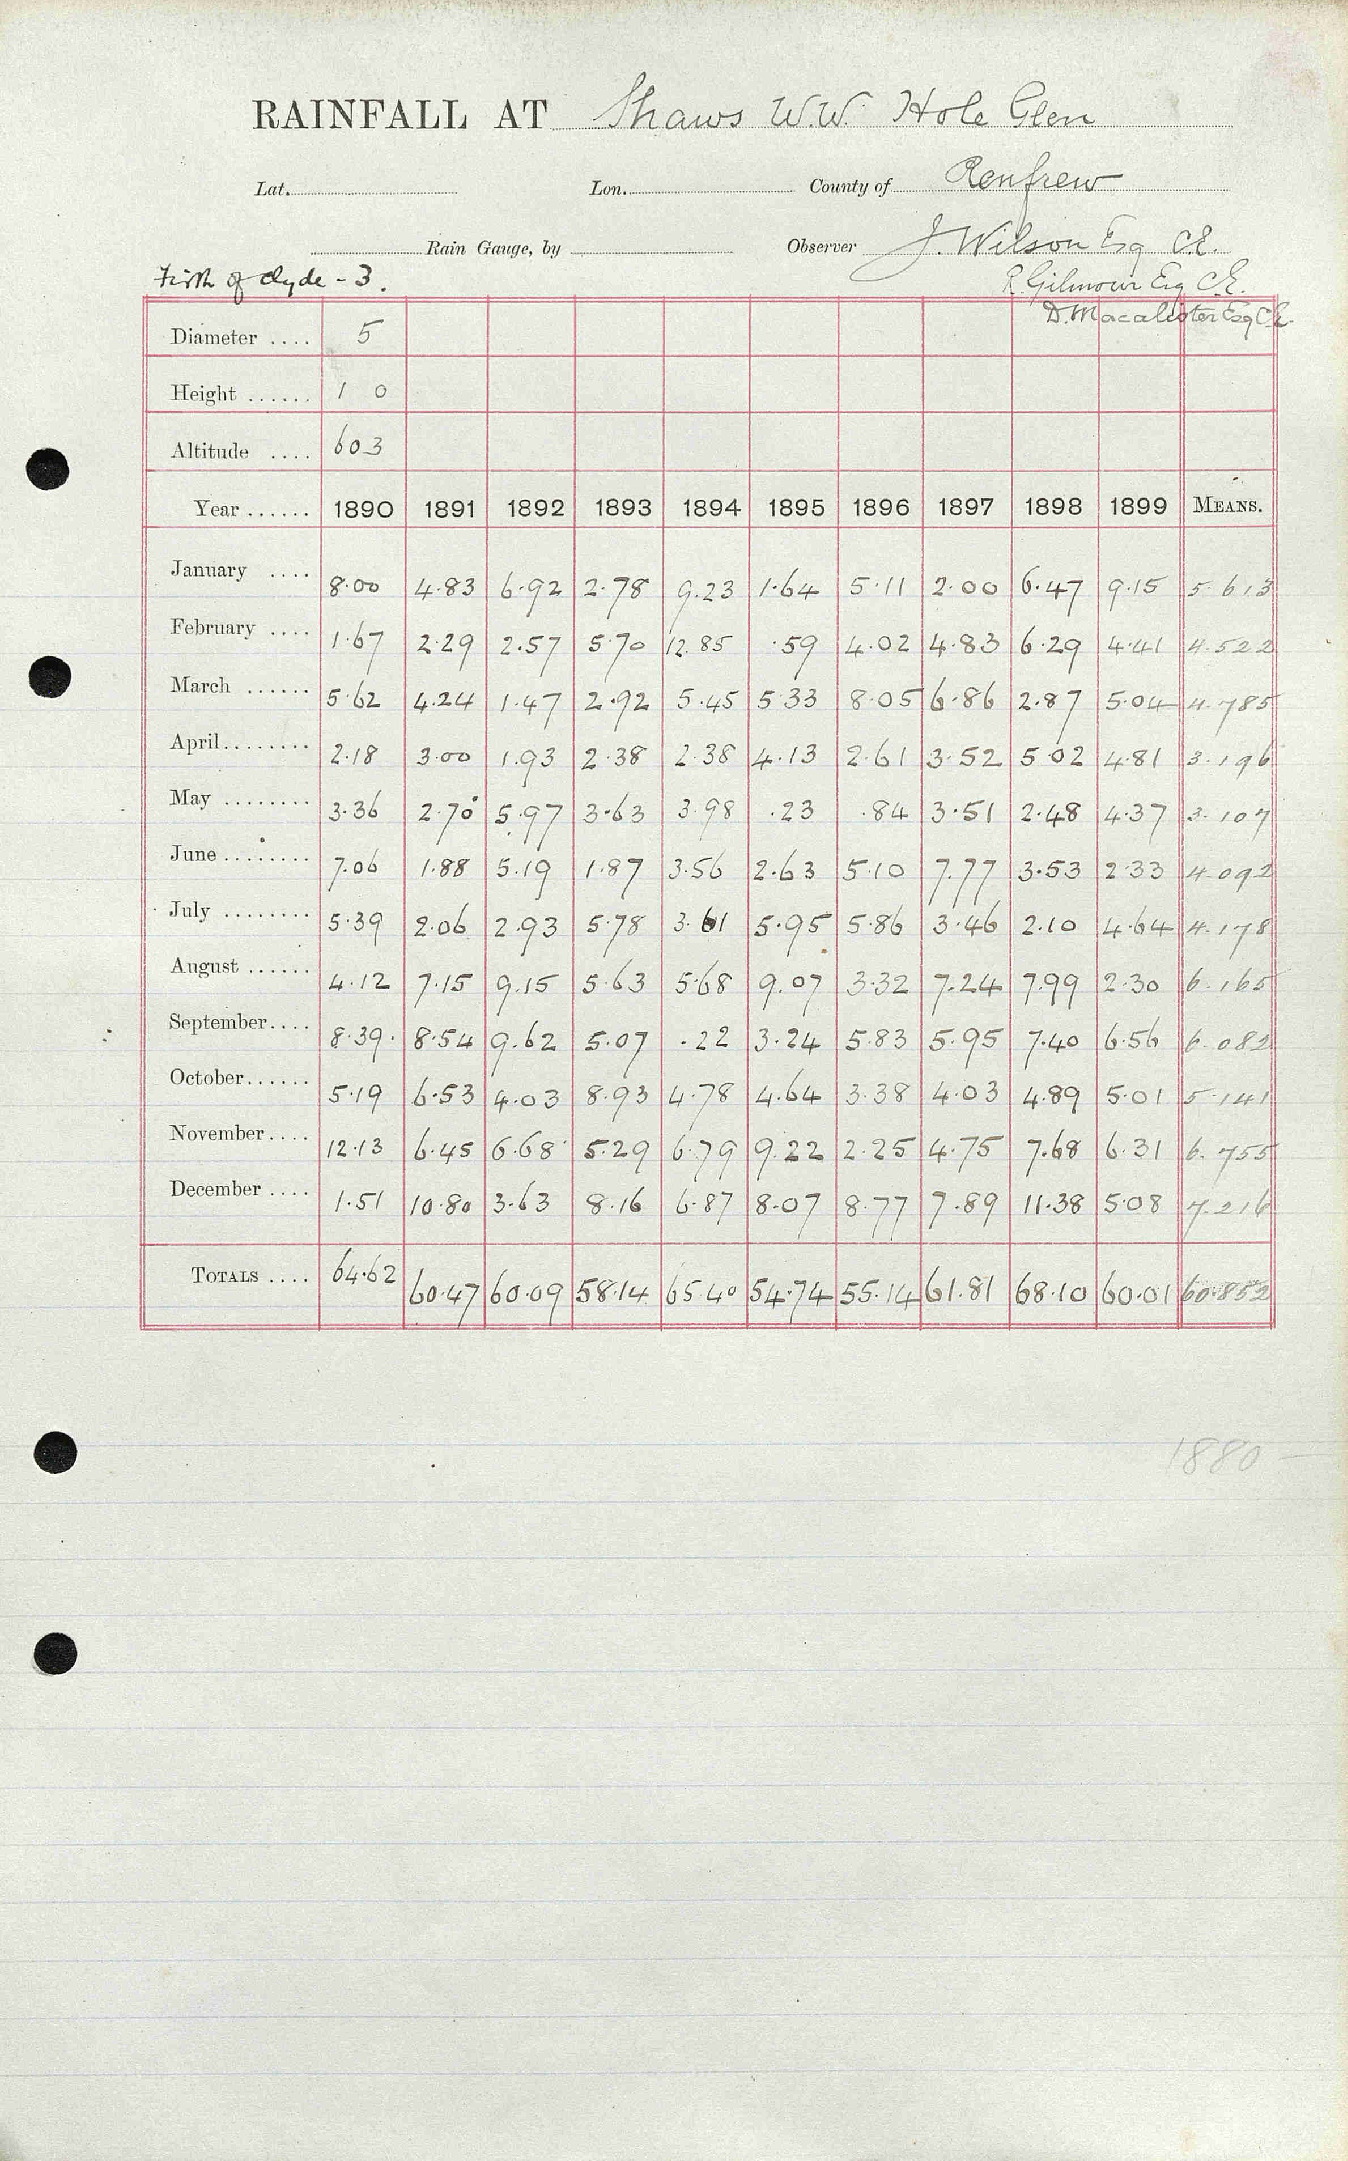 RAINFALL AT Shaws W.W. Hole Glen
Lat. Lon. County of Renfrew
Rain Gauge, by Observer J. Wilson Esq C.E.
Firth of Clyde - 3. R. Gilmour Esq C.E.
D. Macalister Esq C.E.
Diameter .... 5
Height ...... 1 0
Altitude .... 603
Year ...... 1890 1891 1892 1893 1894 1895 1896 1897 1898 1899 MEANS.
January .... 8.00 4.83 6.92 2.78 9.23 1.64 5.11 2.00 6.47 9.15 5.613
February .... 1.67 2.29 2.57 5.70 12.85 .59 4.02 4.83 6.29 4.41 4.522
March ...... 5.62 4.24 1.47 2.92 5.45 5.33 8.05 6.86 2.87 5.04 4.785
April ........ 2.18 3.00 1.93 2.38 2.38 4.13 2.61 3.52 5.02 4.81 3.196
May ........ 3.36 2.70 5.97 3.63 3.98 .23 .84 3.51 2.48 4.37 3.107
June ........ 7.06 1.88 5.19 1.87 3.56 2.63 5.10 7.77 3.53 2.33 4.092
July ........ 5.39 2.06 2.93 5.78 3.61 5.95 5.86 3.46 2.10 4.64 4.178
August ...... 4.12 7.15 9.15 5.63 5.68 9.07 3.32 7.24 7.99 2.30 6.165
September .... 8.39 8.54 9.62 5.07 .22 3.24 5.83 5.95 7.40 6.56 6.082
October ...... 5.19 6.53 4.03 8.93 4.78 4.64 3.38 4.03 4.89 5.01 5.141
November .... 12.13 6.45 6.68 5.29 6.79 9.22 2.25 4.75 7.68 6.31 6.755
December .... 1.51 10.80 3.63 8.16 6.87 8.07 8.77 7.89 11.38 5.08 7.216
TOTALS .... 64.62 60.47 60.09 58.14 65.40 54.74 55.14 61.81 68.10 60.01 60.852
1880 -